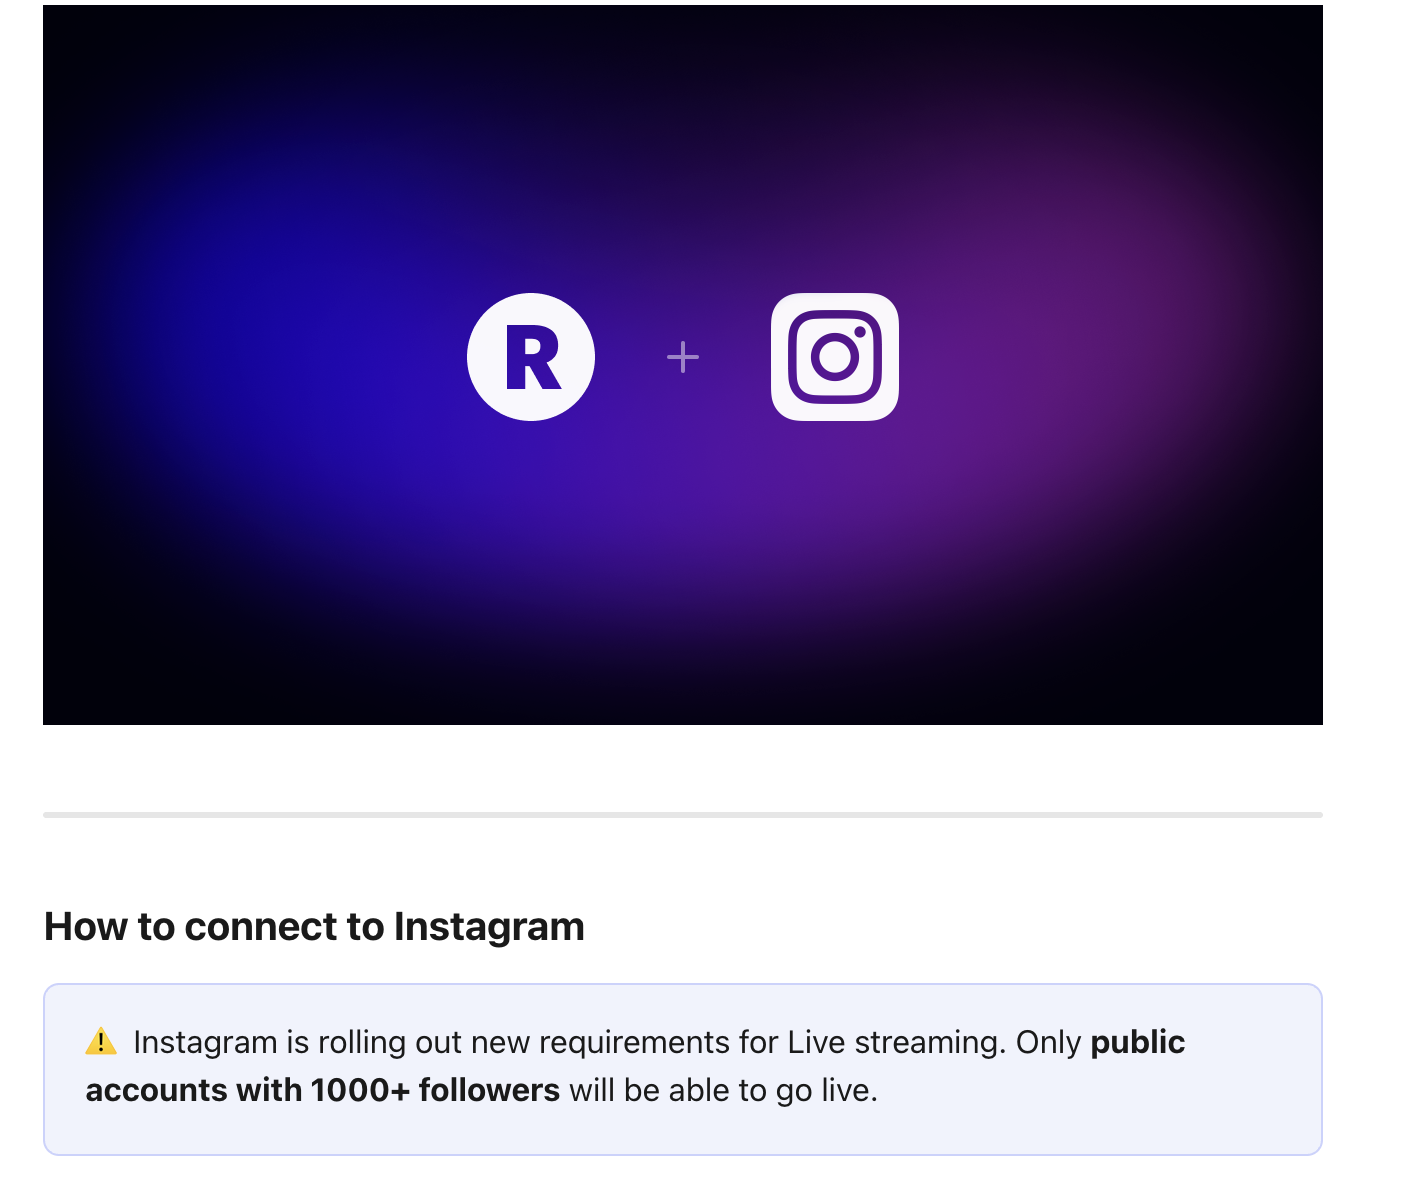 R
How to connect to Instagram
⚠️ Instagram is rolling out new requirements for Live streaming. Only public
accounts with 1000+ followers will be able to go live.